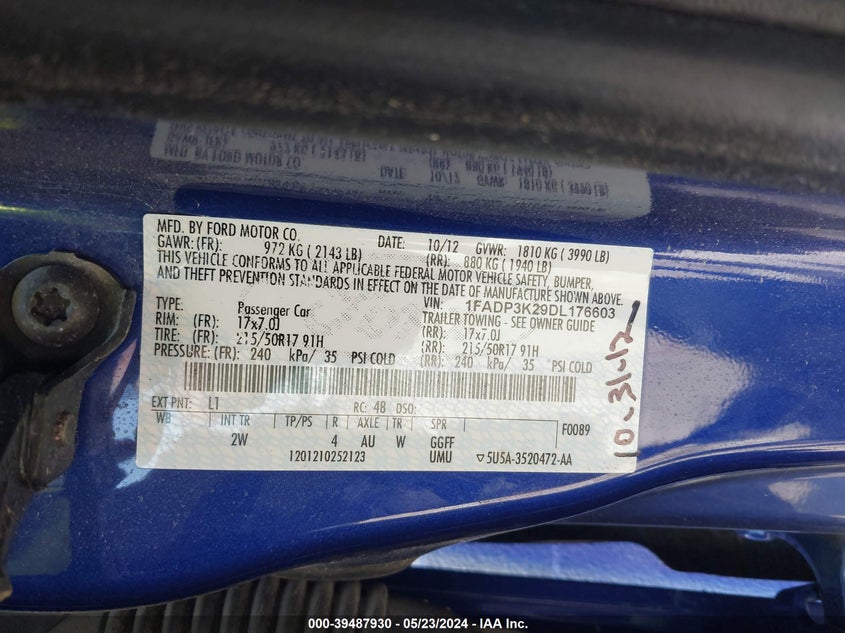 MFD. BY FORD MOTOR CO.
DATE: 10/12 GVWR: 1810 KG ( 3990 LB)
GAWR: (FR): 972 KG ( 2143 LB) (RR): 880 KG ( 1940 LB)
THIS VEHICLE CONFORMS TO ALL APPLICABLE FEDERAL MOTOR VEHICLE SAFETY, BUMPER,
AND THEFT PREVENTION STANDARDS IN EFFECT ON THE DATE OF MANUFACTURE SHOWN ABOVE.
VIN: 1FADP3K29DL176603
TYPE: Passenger Car TRAILER TOWING - SEE OWNER GUIDE
RIM: (FR): 17x7.0J (RR): 17x7.0J
TIRE: (FR): 215/50R17 91H (RR): 215/50R17 91H
PRESSURE: (FR): 240 kPa/ 35 PSI COLD (RR): 240 kPa/ 35 PSI COLD
EXT PNT: L1 RC: 48 DSO: F0089
WB INT TR TP/PS R AXLE TR SPR
2W 4 AU W GGFF
1201210252123 UMU ▽5U5A-3520472-AA
10-31-12
000-39487930 - 05/23/2024 - IAA Inc.